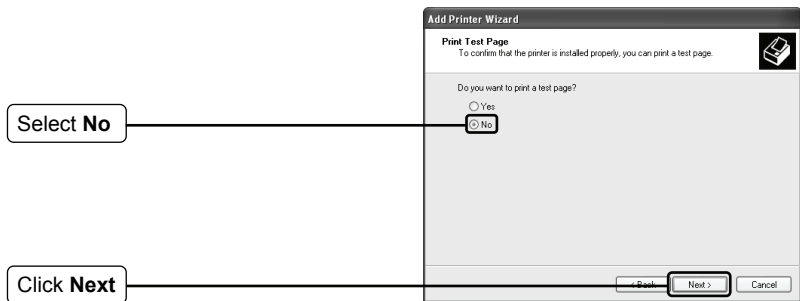 Add Printer Wizard
Print Test Page
To confirm that the printer is installed properly, you can print a test page.
Do you want to print a test page?
Yes
No
Select No
Click Next
< Back
Next >
Cancel